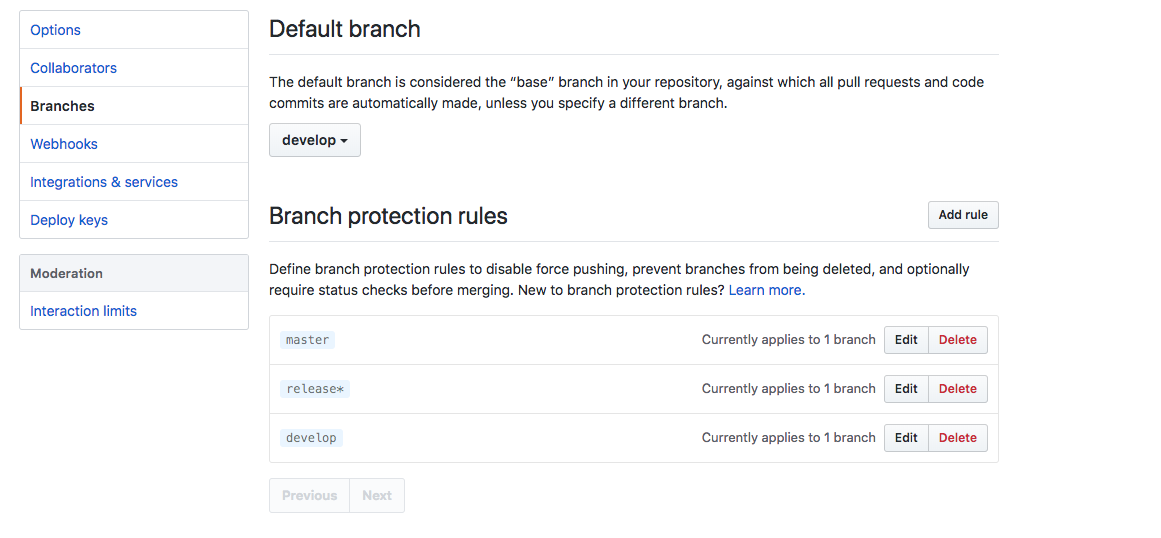 Options
Collaborators
Branches
Webhooks
Integrations & services
Deploy keys
Moderation
Interaction limits
Default branch
The default branch is considered the “base” branch in your repository, against which all pull requests and code
commits are automatically made, unless you specify a different branch.
develop
Branch protection rules
Add rule
Define branch protection rules to disable force pushing, prevent branches from being deleted, and optionally
require status checks before merging. New to branch protection rules? Learn more.
master Currently applies to 1 branch Edit Delete
release* Currently applies to 1 branch Edit Delete
develop Currently applies to 1 branch Edit Delete
Previous Next